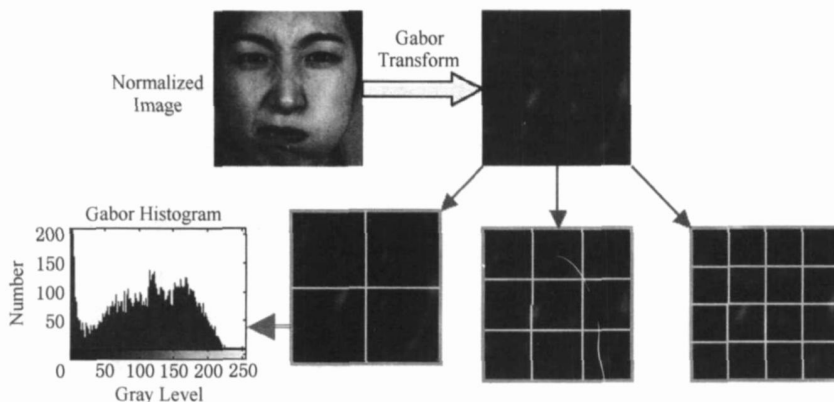 Gabor
Transform
Normalized
Image
Gabor Histogram
200
150
100
50
Number
0 50 100 150 200 250
Gray Level